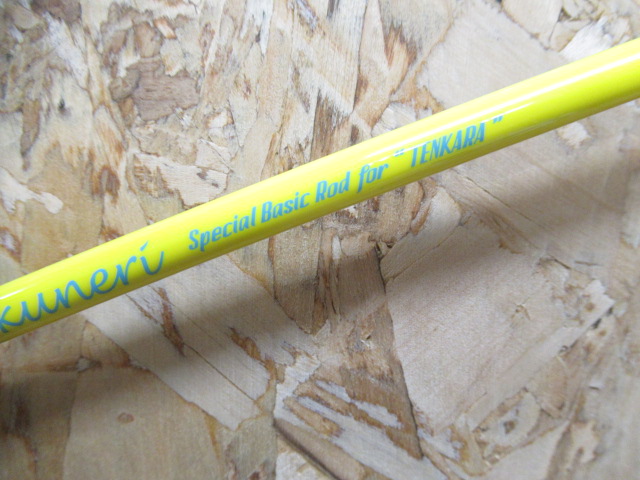 kuneri Special Basic Rod for "TENKARA"